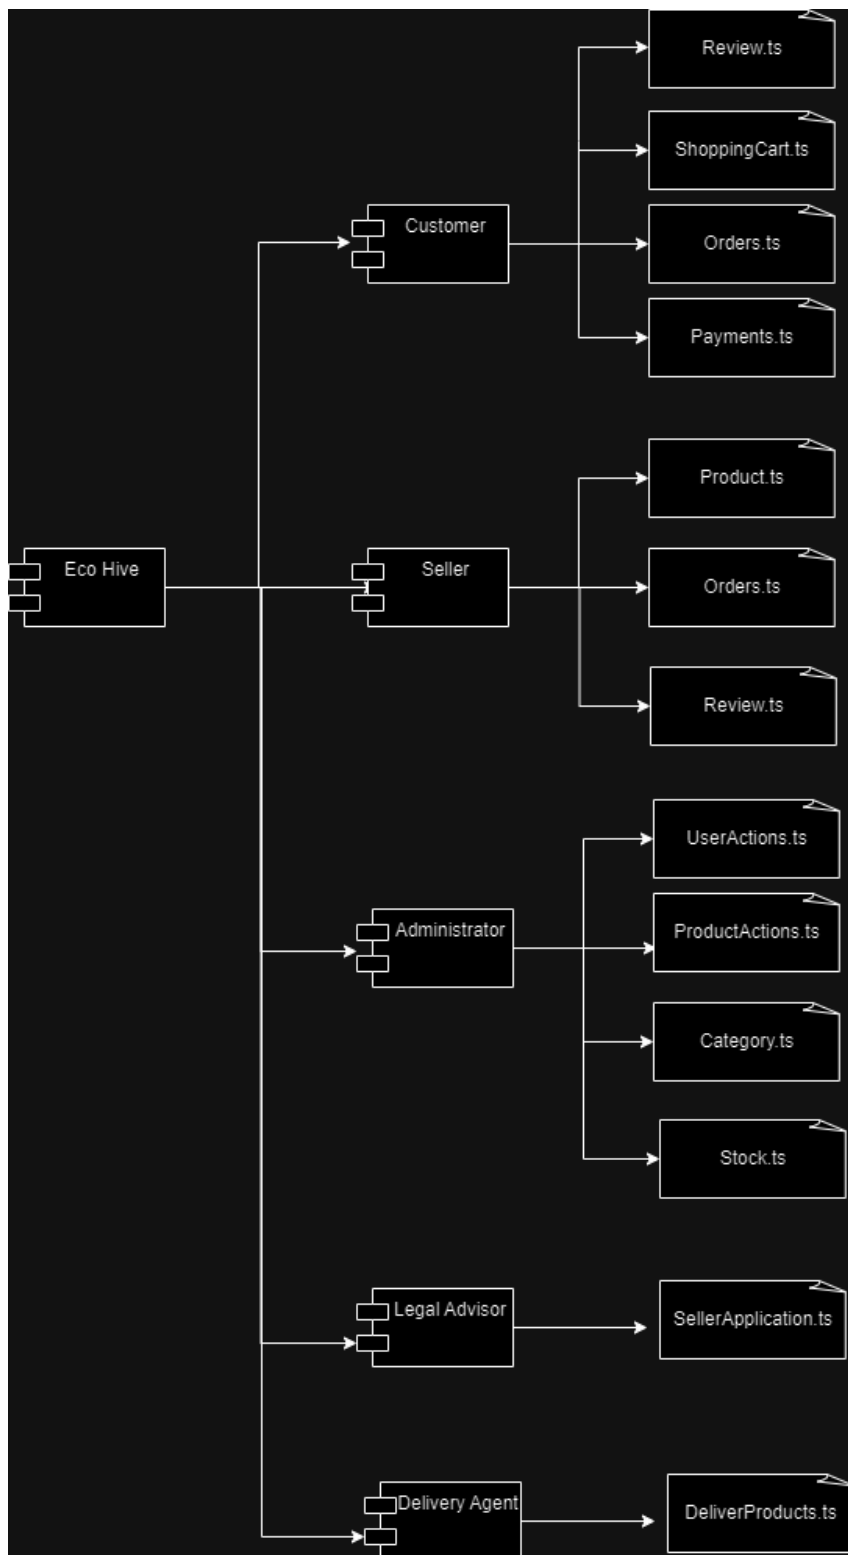 Review.ts
ShoppingCart.ts
Customer
Orders.ts
Payments.ts
Product.ts
Eco Hive
Seller
Orders.ts
Review.ts
UserActions.ts
Administrator
ProductActions.ts
Category.ts
Stock.ts
Legal Advisor
SellerApplication.ts
Delivery Agent
DeliverProducts.ts